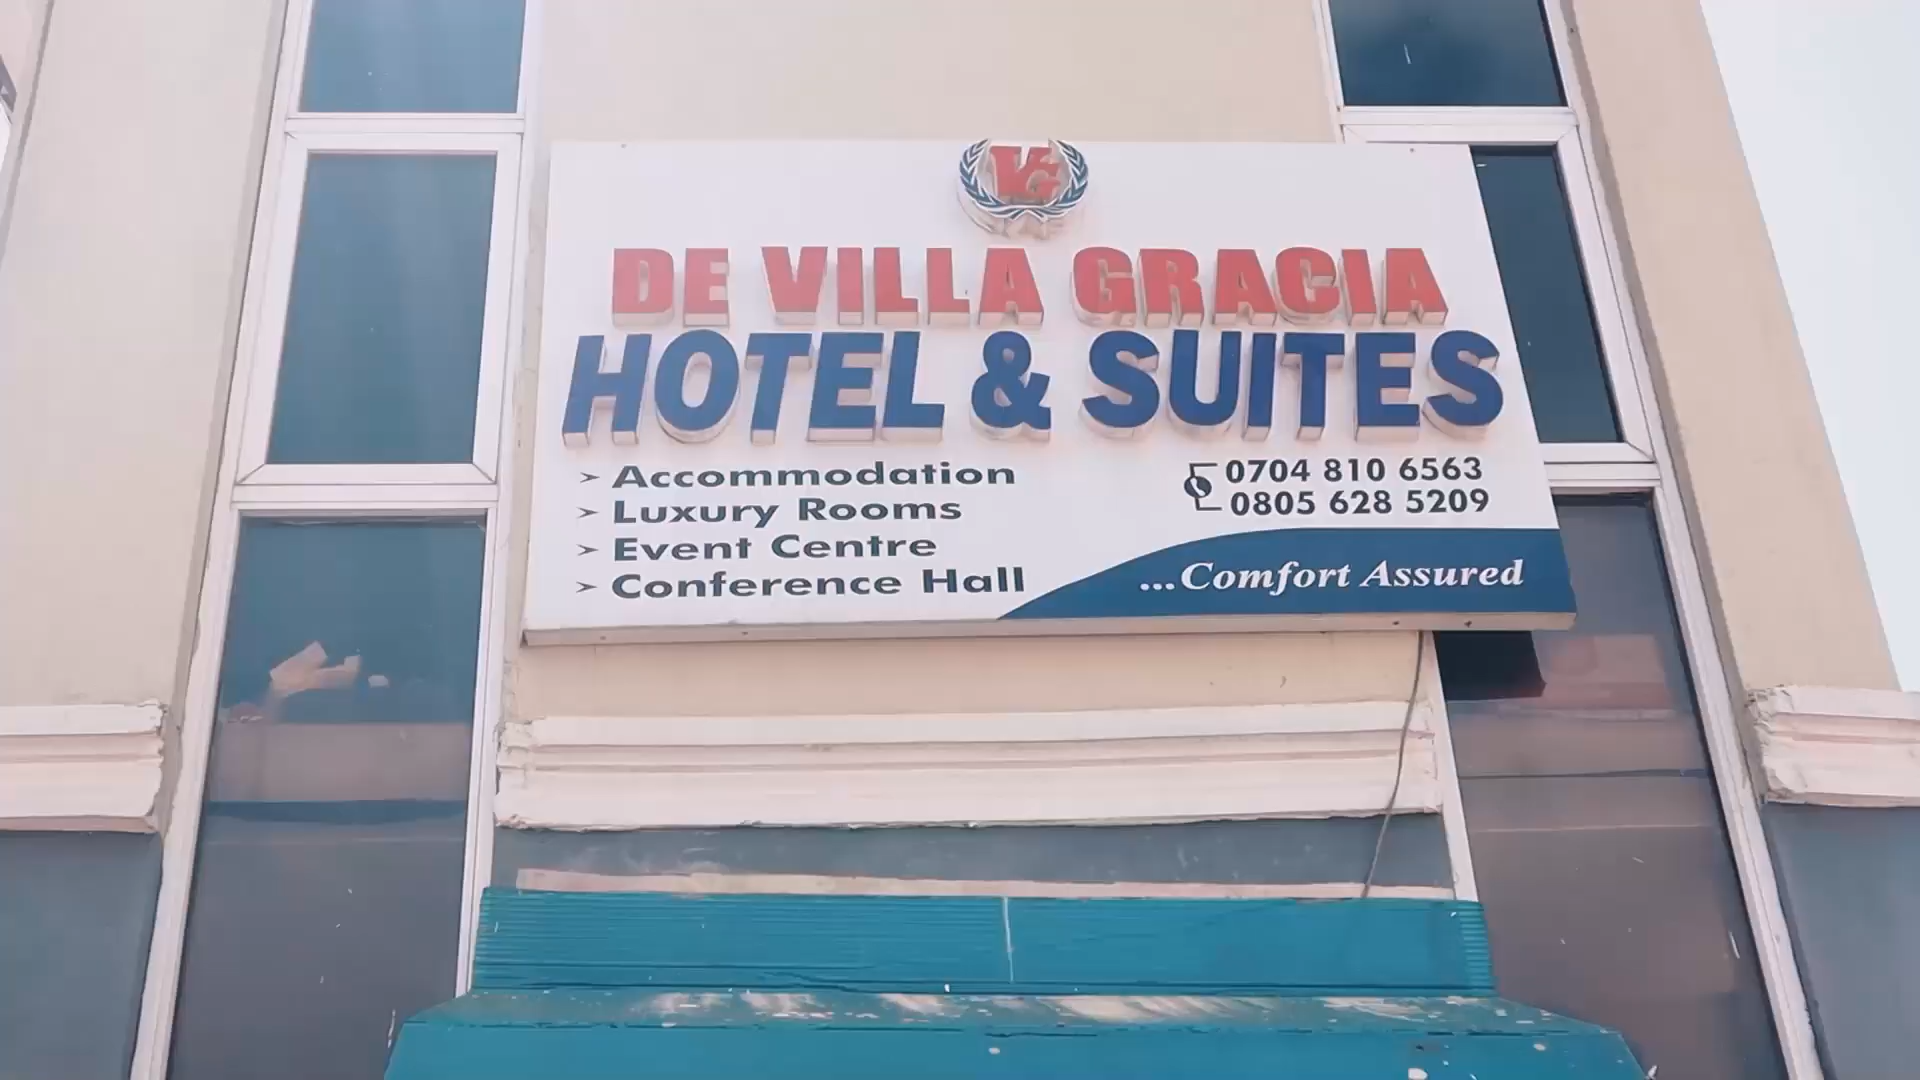 VG
DE VILLA GRACIA
HOTEL & SUITES
➢ Accommodation
➢ Luxury Rooms
➢ Event Centre
➢ Conference Hall
0704 810 6563
0805 628 5209
...Comfort Assured